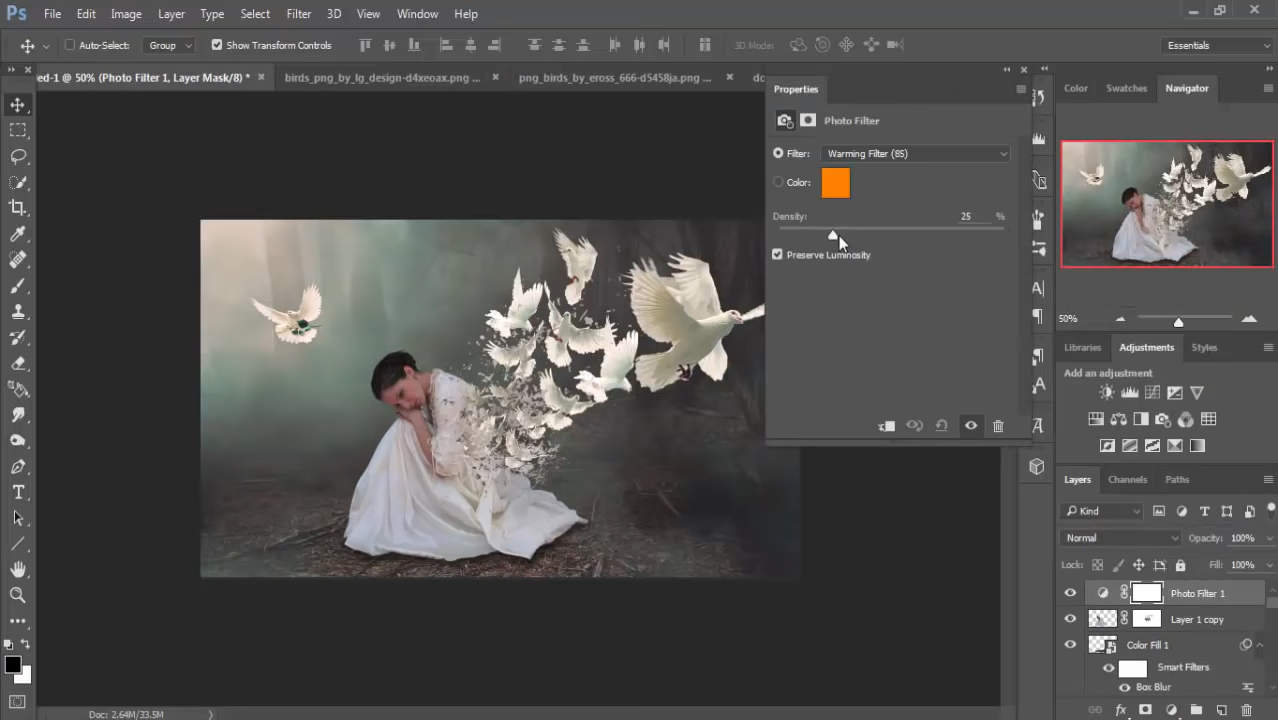 Ps File Edit Image Layer Type Select Filter 3D View Window Help
Auto-Select: Group Show Transform Controls 3D Mode: Essentials
ed-1 @ 50% (Photo Filter 1, Layer Mask/8) * × birds_png_by_lg_design-d4xeoax.png ... × png_birds_by_eross_666-d5458ja.png ... × dc
Properties
Color Swatches Navigator
Photo Filter
Filter: Warming Filter (85)
Color:
Density: 25 %
Preserve Luminosity
50%
Libraries Adjustments Styles
Add an adjustment
Layers Channels Paths
Kind
Normal Opacity: 100%
Lock: Fill: 100%
Photo Filter 1
Layer 1 copy
Color Fill 1
Smart Filters
Box Blur
Doc: 2.64M/33.5M